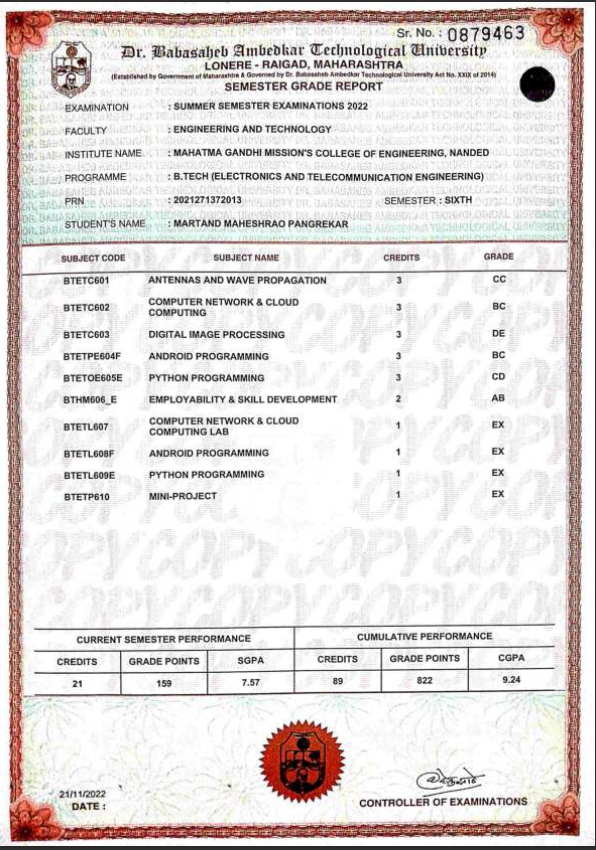 Sr. No. : 0879463
Dr. Babasaheb Ambedkar Technological University
LONERE - RAIGAD, MAHARASHTRA
(Established by Government of Maharashtra & Governed by Dr. Babasaheb Ambedkar Technological University Act No. XXIX of 2014)
SEMESTER GRADE REPORT
EXAMINATION : SUMMER SEMESTER EXAMINATIONS 2022
FACULTY : ENGINEERING AND TECHNOLOGY
INSTITUTE NAME : MAHATMA GANDHI MISSION'S COLLEGE OF ENGINEERING, NANDED
PROGRAMME : B.TECH (ELECTRONICS AND TELECOMMUNICATION ENGINEERING)
PRN : 2021271372013 SEMESTER : SIXTH
STUDENT'S NAME : MARTAND MAHESHRAO PANGREKAR
SUBJECT CODE SUBJECT NAME CREDITS GRADE
BTETC601 ANTENNAS AND WAVE PROPAGATION 3 CC
BTETC602 COMPUTER NETWORK & CLOUD COMPUTING 3 BC
BTETC603 DIGITAL IMAGE PROCESSING 3 DE
BTETPE604F ANDROID PROGRAMMING 3 BC
BTETOE605E PYTHON PROGRAMMING 3 CD
BTHM606_E EMPLOYABILITY & SKILL DEVELOPMENT 2 AB
BTETL607 COMPUTER NETWORK & CLOUD COMPUTING LAB 1 EX
BTETL608F ANDROID PROGRAMMING 1 EX
BTETL609E PYTHON PROGRAMMING 1 EX
BTETP610 MINI-PROJECT 1 EX
CURRENT SEMESTER PERFORMANCE CUMULATIVE PERFORMANCE
CREDITS GRADE POINTS SGPA CREDITS GRADE POINTS CGPA
21 159 7.57 89 822 9.24
21/11/2022
DATE :
CONTROLLER OF EXAMINATIONS